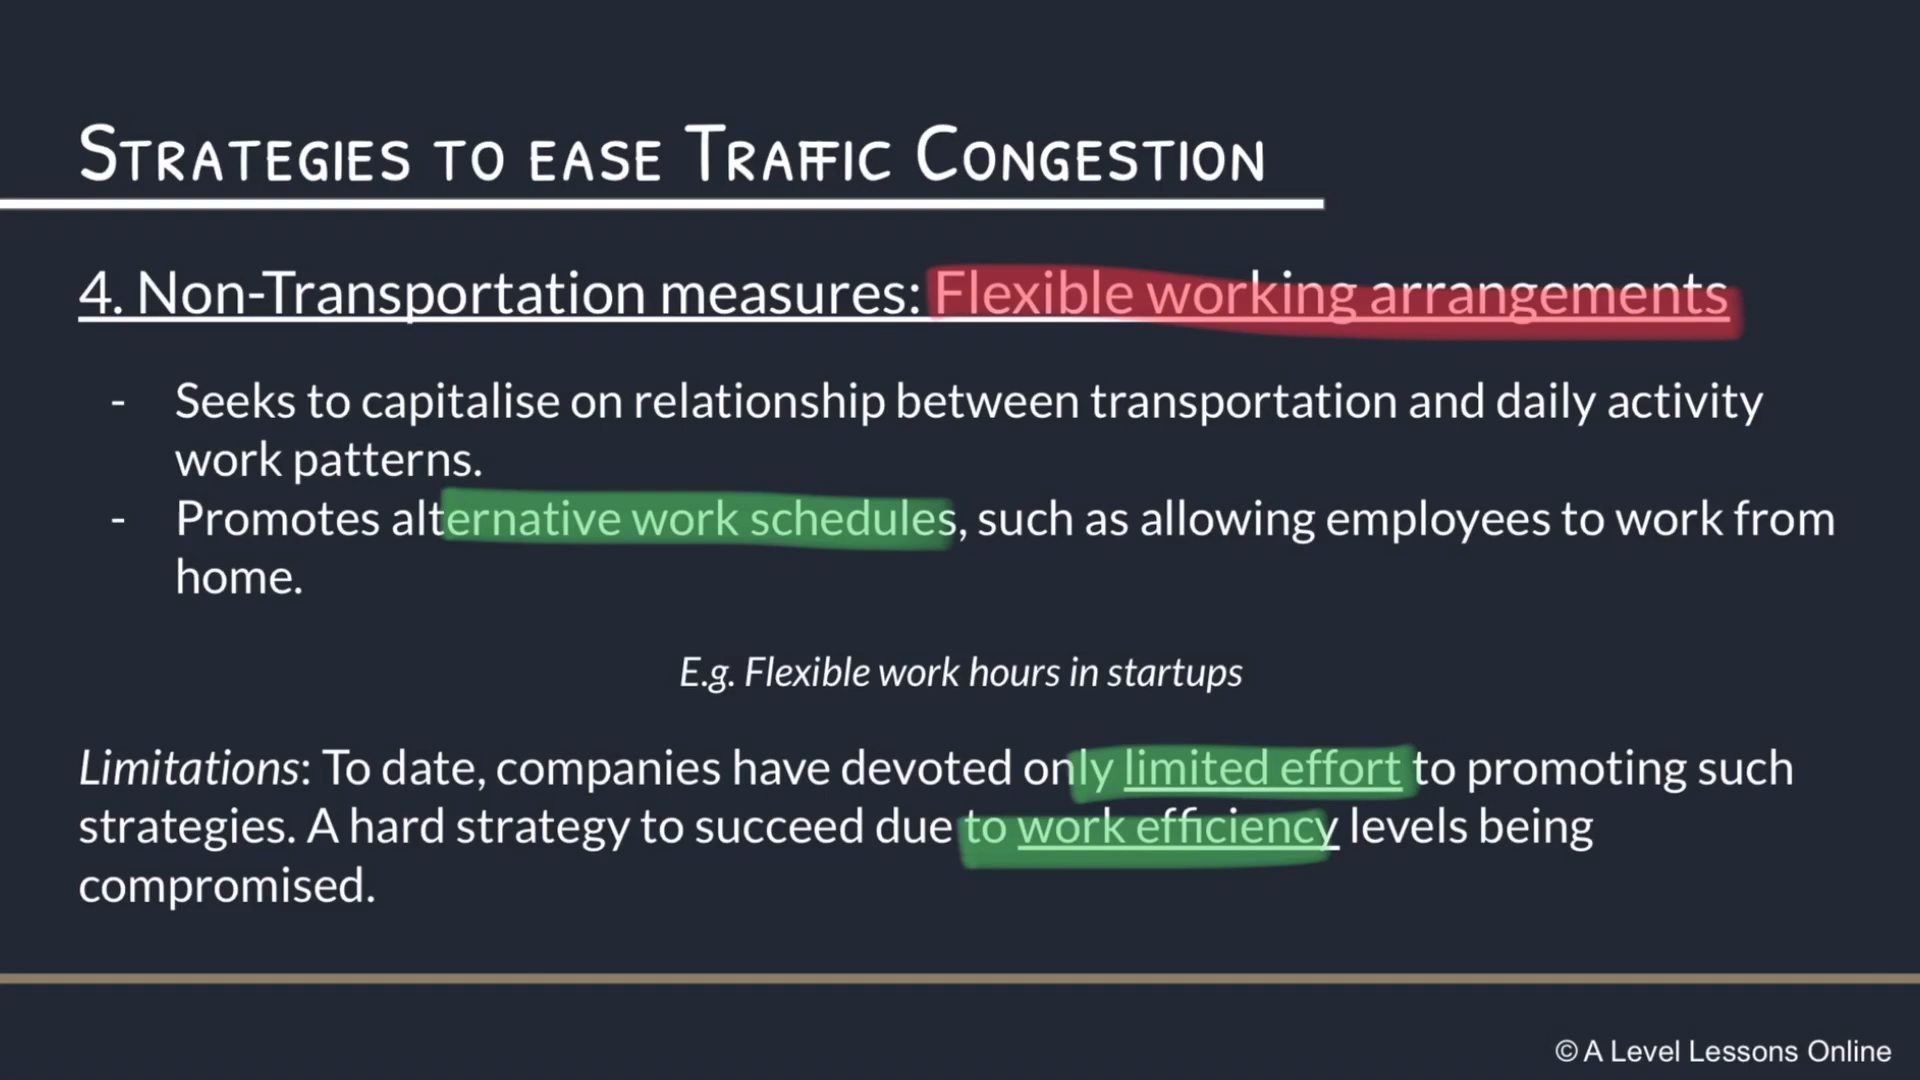 Strategies to ease Traffic Congestion
4. Non-Transportation measures: Flexible working arrangements
- Seeks to capitalise on relationship between transportation and daily activity
work patterns.
- Promotes alternative work schedules, such as allowing employees to work from
home.
E.g. Flexible work hours in startups
Limitations: To date, companies have devoted only limited effort to promoting such
strategies. A hard strategy to succeed due to work efficiency levels being
compromised.
© A Level Lessons Online